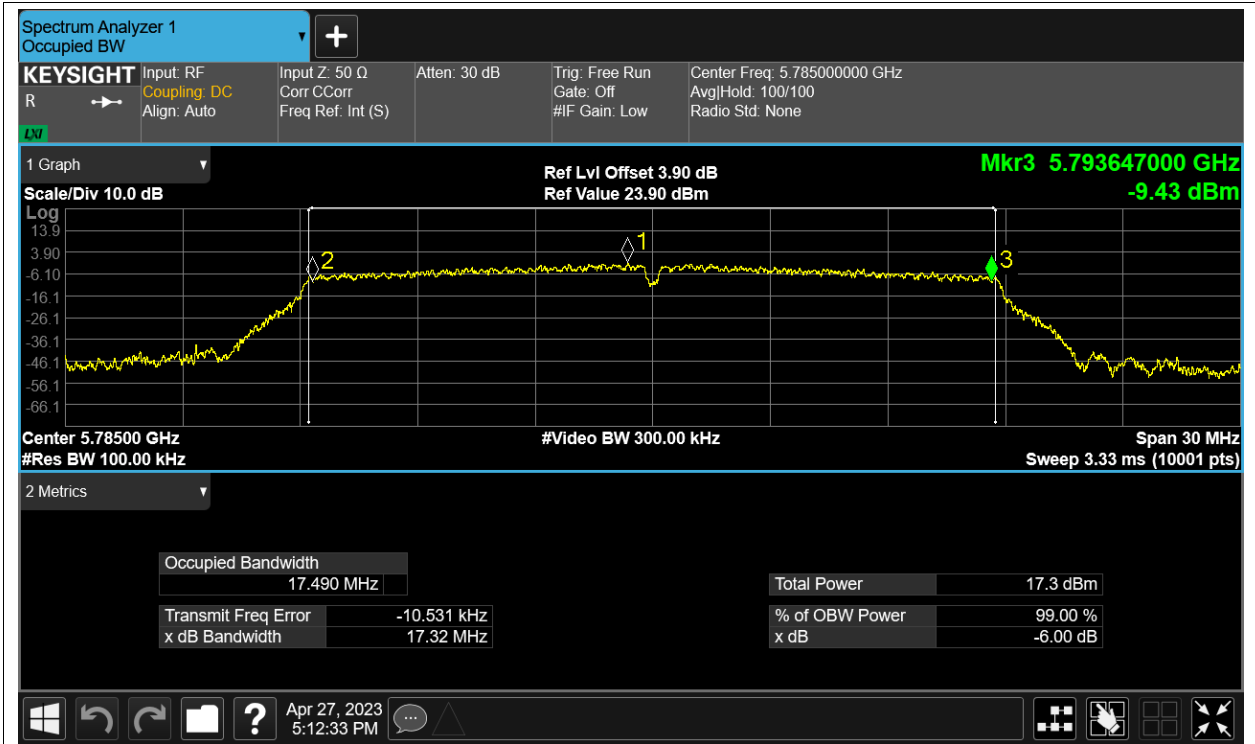 Spectrum Analyzer 1
Occupied BW
KEYSIGHT
R
LXI
Input: RF
Coupling: DC
Align: Auto
Input Z: 50 Ω
Corr CCorr
Freq Ref: Int (S)
Atten: 30 dB
Trig: Free Run
Gate: Off
#IF Gain: Low
Center Freq: 5.785000000 GHz
Avg|Hold: 100/100
Radio Std: None
1 Graph
Scale/Div 10.0 dB
Ref Lvl Offset 3.90 dB
Ref Value 23.90 dBm
Mkr3 5.793647000 GHz
-9.43 dBm
Log
13.9
3.90
-6.10
-16.1
-26.1
-36.1
-46.1
-56.1
-66.1
1
2
3
Center 5.78500 GHz
#Video BW 300.00 kHz
Span 30 MHz
#Res BW 100.00 kHz
Sweep 3.33 ms (10001 pts)
2 Metrics
Occupied Bandwidth
17.490 MHz
Total Power 17.3 dBm
Transmit Freq Error -10.531 kHz
% of OBW Power 99.00 %
x dB Bandwidth 17.32 MHz
x dB -6.00 dB
?
Apr 27, 2023
5:12:33 PM